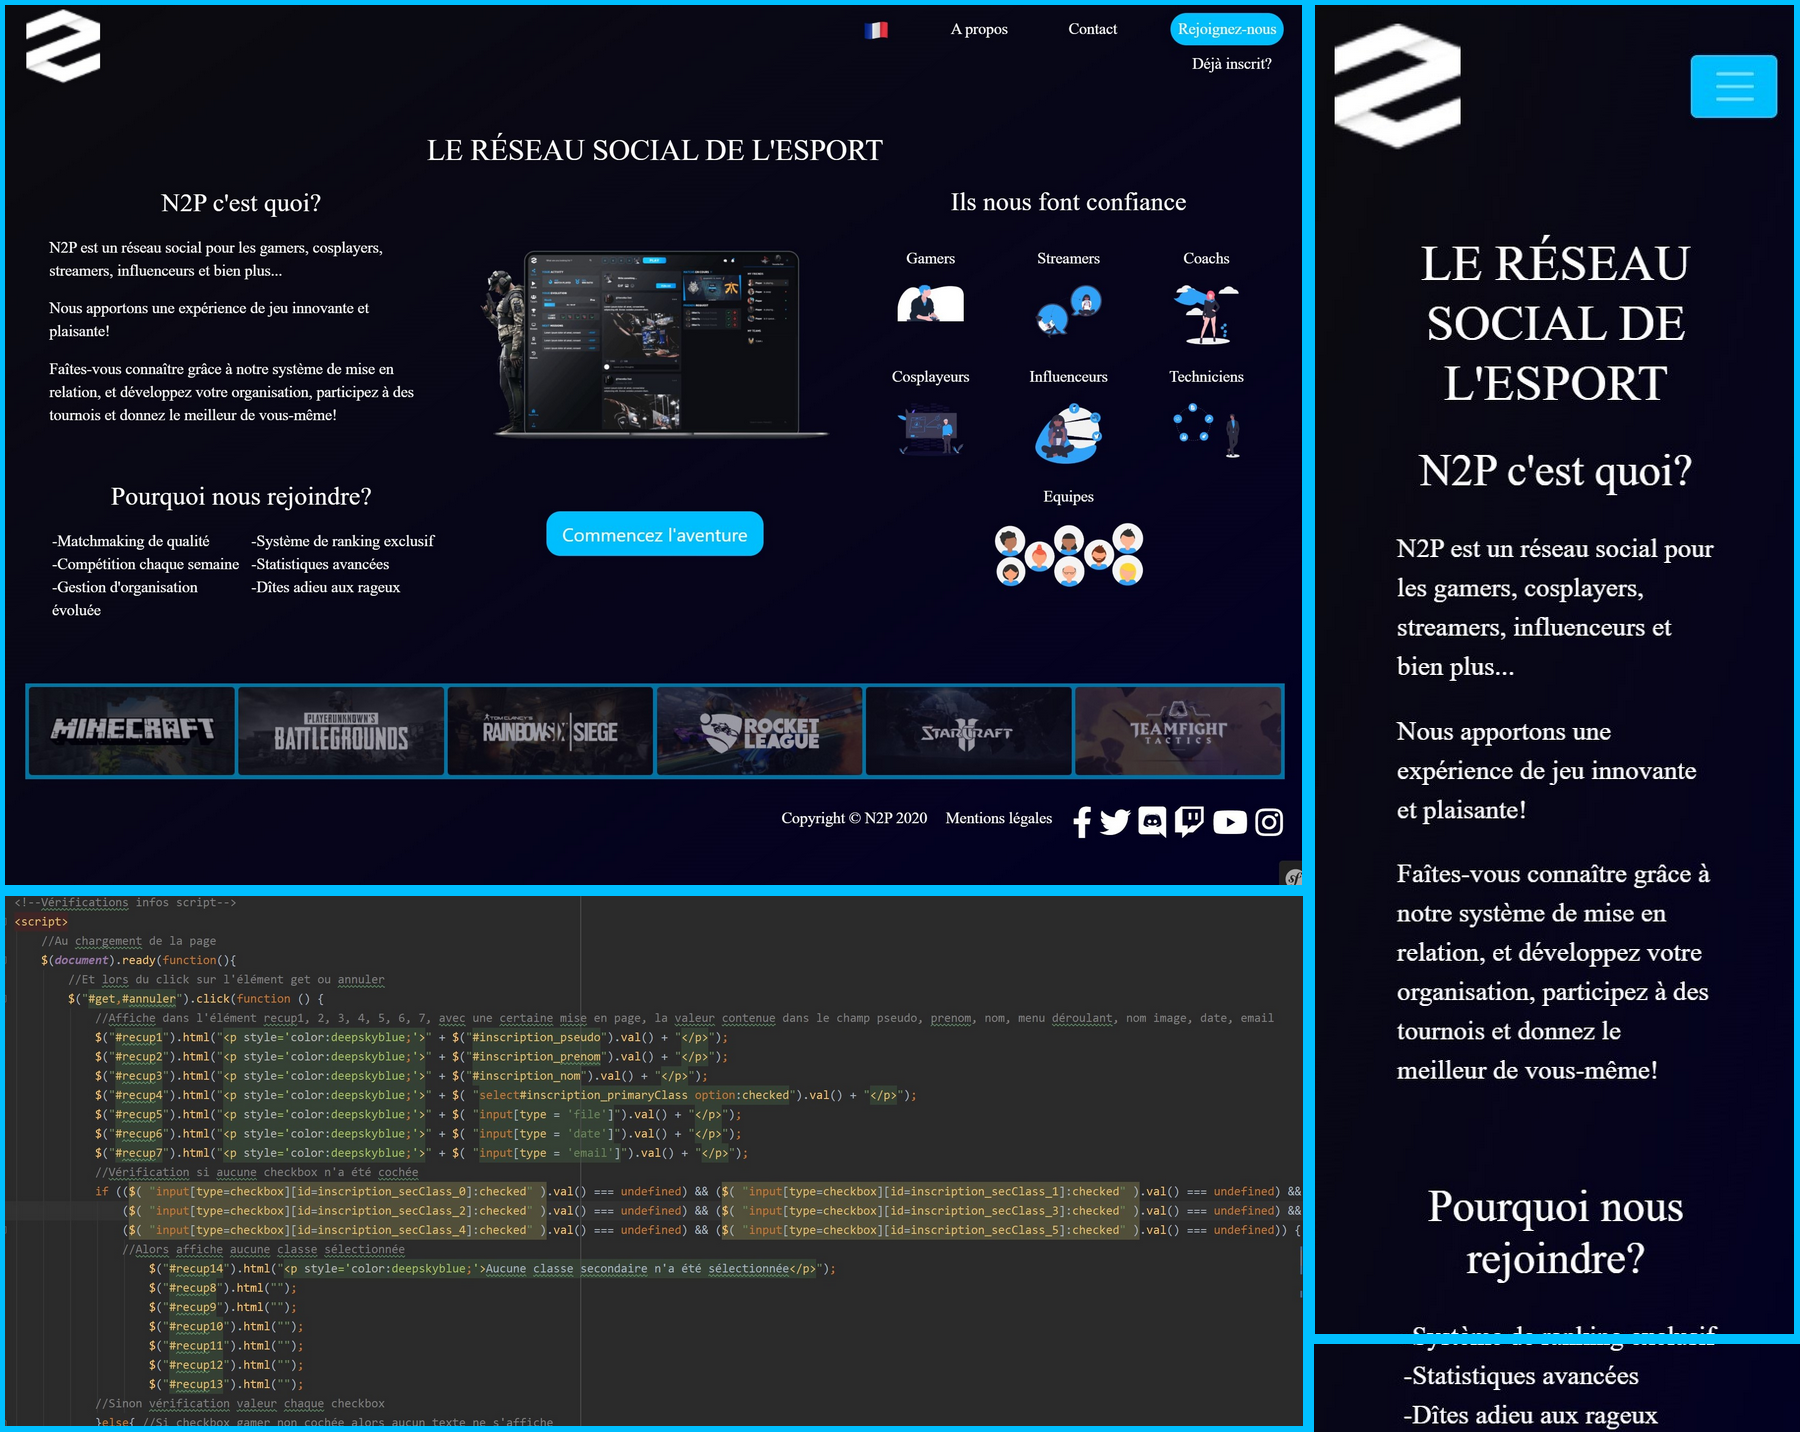 A propos
Contact
Rejoignez-nous
Déjà inscrit?
LE RÉSEAU SOCIAL DE L'ESPORT
N2P c'est quoi?
N2P est un réseau social pour les gamers, cosplayers,
streamers, influenceurs et bien plus...
Nous apportons une expérience de jeu innovante et
plaisante!
Faîtes-vous connaître grâce à notre système de mise en
relation, et développez votre organisation, participez à des
tournois et donnez le meilleur de vous-même!
Pourquoi nous rejoindre?
-Matchmaking de qualité
-Compétition chaque semaine
-Gestion d'organisation
évoluée
-Système de ranking exclusif
-Statistiques avancées
-Dîtes adieu aux rageux
Commencez l'aventure
Ils nous font confiance
Gamers
Streamers
Coachs
Cosplayeurs
Influenceurs
Techniciens
Equipes
MINECRAFT
PLAYERUNKNOWN'S
BATTLEGROUNDS
TOM CLANCY'S
RAINBOW SIX | SIEGE
ROCKET
LEAGUE
STARCRAFT
II
TEAMFIGHT
TACTICS
Copyright © N2P 2020
Mentions légales
sf
<!--Vérifications infos script-->
<script>
//Au chargement de la page
$(document).ready(function(){
//Et lors du click sur l'élément get ou annuler
$("#get,#annuler").click(function () {
//Affiche dans l'élément recup1, 2, 3, 4, 5, 6, 7, avec une certaine mise en page, la valeur contenue dans le champ pseudo, prenom, nom, menu déroulant, nom image, date, email
$("#recup1").html("<p style='color:deepskyblue;'>" + $("#inscription_pseudo").val() + "</p>");
$("#recup2").html("<p style='color:deepskyblue;'>" + $("#inscription_prenom").val() + "</p>");
$("#recup3").html("<p style='color:deepskyblue;'>" + $("#inscription_nom").val() + "</p>");
$("#recup4").html("<p style='color:deepskyblue;'>" + $( "select#inscription_primaryClass option:checked").val() + "</p>");
$("#recup5").html("<p style='color:deepskyblue;'>" + $( "input[type = 'file']").val() + "</p>");
$("#recup6").html("<p style='color:deepskyblue;'>" + $( "input[type = 'date']").val() + "</p>");
$("#recup7").html("<p style='color:deepskyblue;'>" + $( "input[type = 'email']").val() + "</p>");
//Vérification si aucune checkbox n'a été cochée
if (($( "input[type=checkbox][id=inscription_secClass_0]:checked" ).val() === undefined) && ($( "input[type=checkbox][id=inscription_secClass_1]:checked" ).val() === undefined) &&
($( "input[type=checkbox][id=inscription_secClass_2]:checked" ).val() === undefined) && ($( "input[type=checkbox][id=inscription_secClass_3]:checked" ).val() === undefined) &&
($( "input[type=checkbox][id=inscription_secClass_4]:checked" ).val() === undefined) && ($( "input[type=checkbox][id=inscription_secClass_5]:checked" ).val() === undefined)) {
//Alors affiche aucune classe sélectionnée
$("#recup14").html("<p style='color:deepskyblue;'>Aucune classe secondaire n'a été sélectionnée</p>");
$("#recup8").html("");
$("#recup9").html("");
$("#recup10").html("");
$("#recup11").html("");
$("#recup12").html("");
$("#recup13").html("");
//Sinon vérification valeur chaque checkbox
}else{ //Si checkbox gamer non cochée alors aucun texte ne s'affiche
LE RÉSEAU
SOCIAL DE
L'ESPORT
N2P c'est quoi?
N2P est un réseau social pour
les gamers, cosplayers,
streamers, influenceurs et
bien plus...
Nous apportons une
expérience de jeu innovante
et plaisante!
Faîtes-vous connaître grâce à
notre système de mise en
relation, et développez votre
organisation, participez à des
tournois et donnez le
meilleur de vous-même!
Pourquoi nous
rejoindre?
-Système de ranking exclusif
-Statistiques avancées
-Dîtes adieu aux rageux